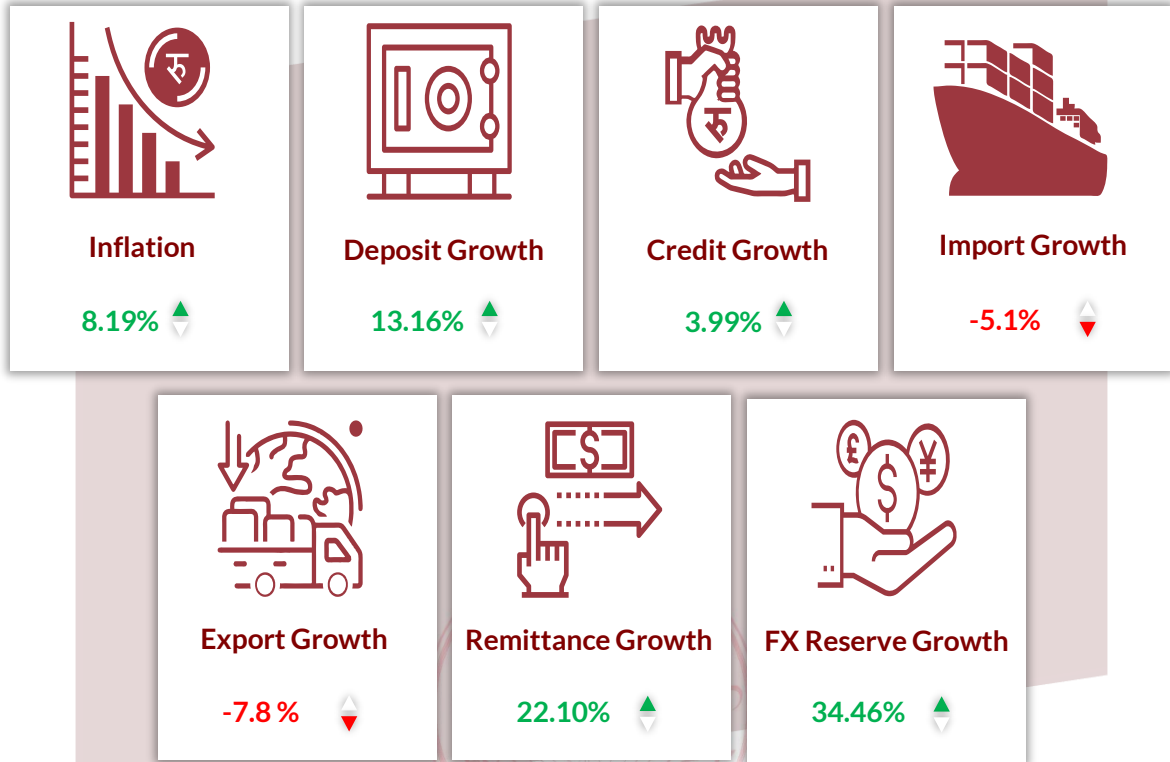 रु
रु
Inflation
Deposit Growth
Credit Growth
Import Growth
8.19%
13.16%
3.99%
-5.1%
$
£
$
¥
Export Growth
Remittance Growth
FX Reserve Growth
-7.8 %
22.10%
34.46%